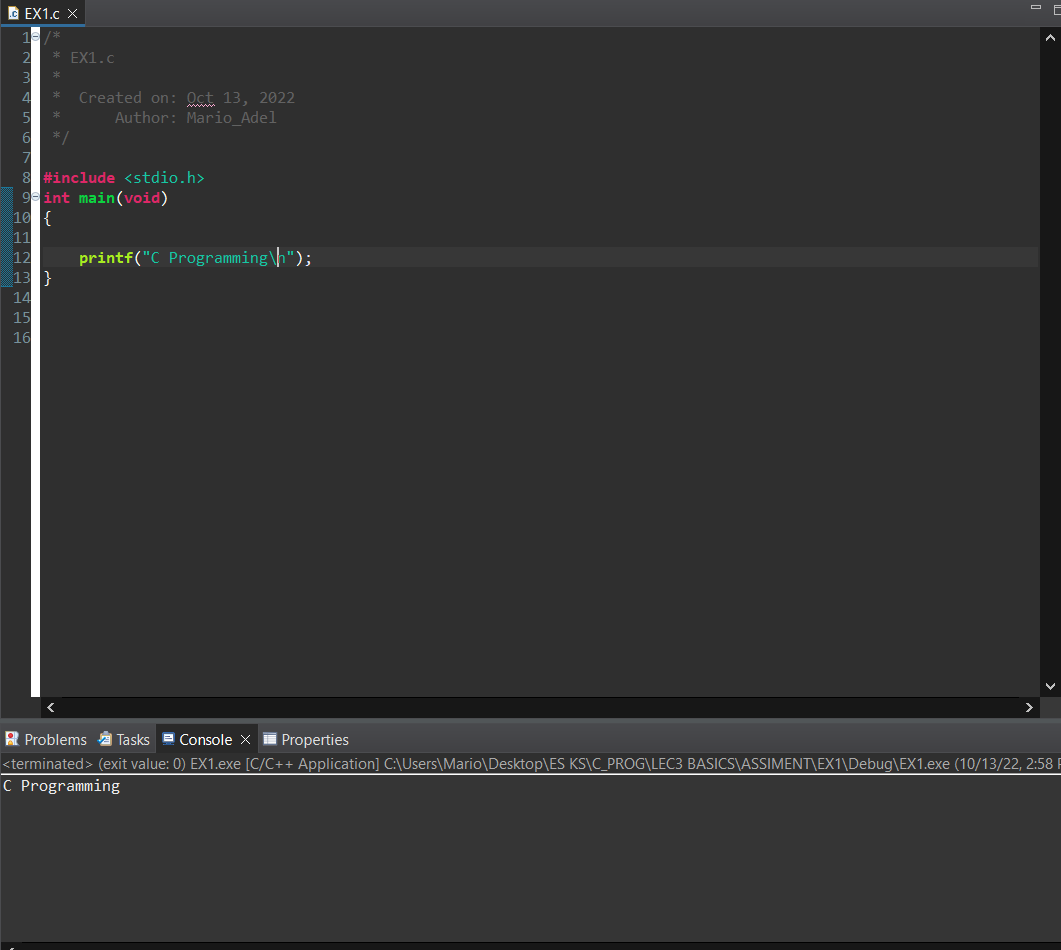 EX1.c
1 /*
2  * EX1.c
3  *
4  *  Created on: Oct 13, 2022
5  *      Author: Mario_Adel
6  */
7
8 #include <stdio.h>
9 int main(void)
10 {
11
12     printf("C Programming\n");
13 }
14
15
16
Problems Tasks Console Properties
<terminated> (exit value: 0) EX1.exe [C/C++ Application] C:\Users\Mario\Desktop\ES KS\C_PROG\LEC3 BASICS\ASSIMENT\EX1\Debug\EX1.exe (10/13/22, 2:58
C Programming